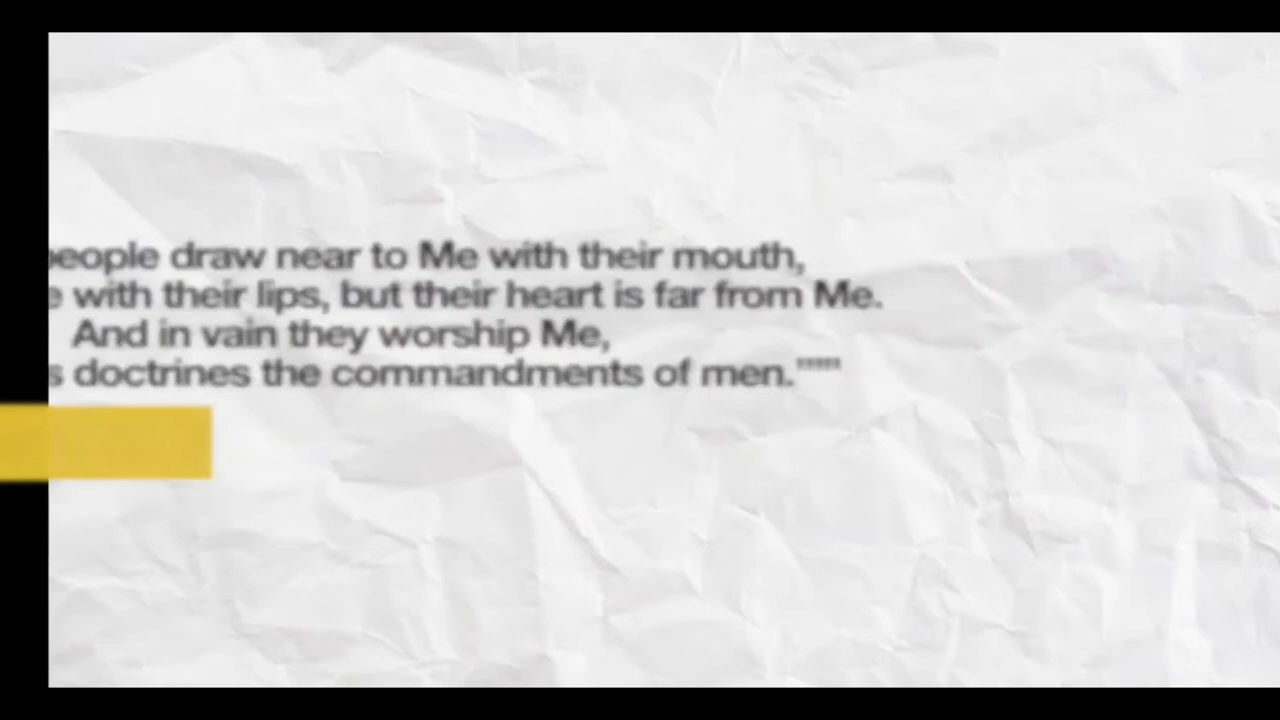 people draw near to Me with their mouth,
with their lips, but their heart is far from Me.
And in vain they worship Me,
doctrines the commandments of men.""'